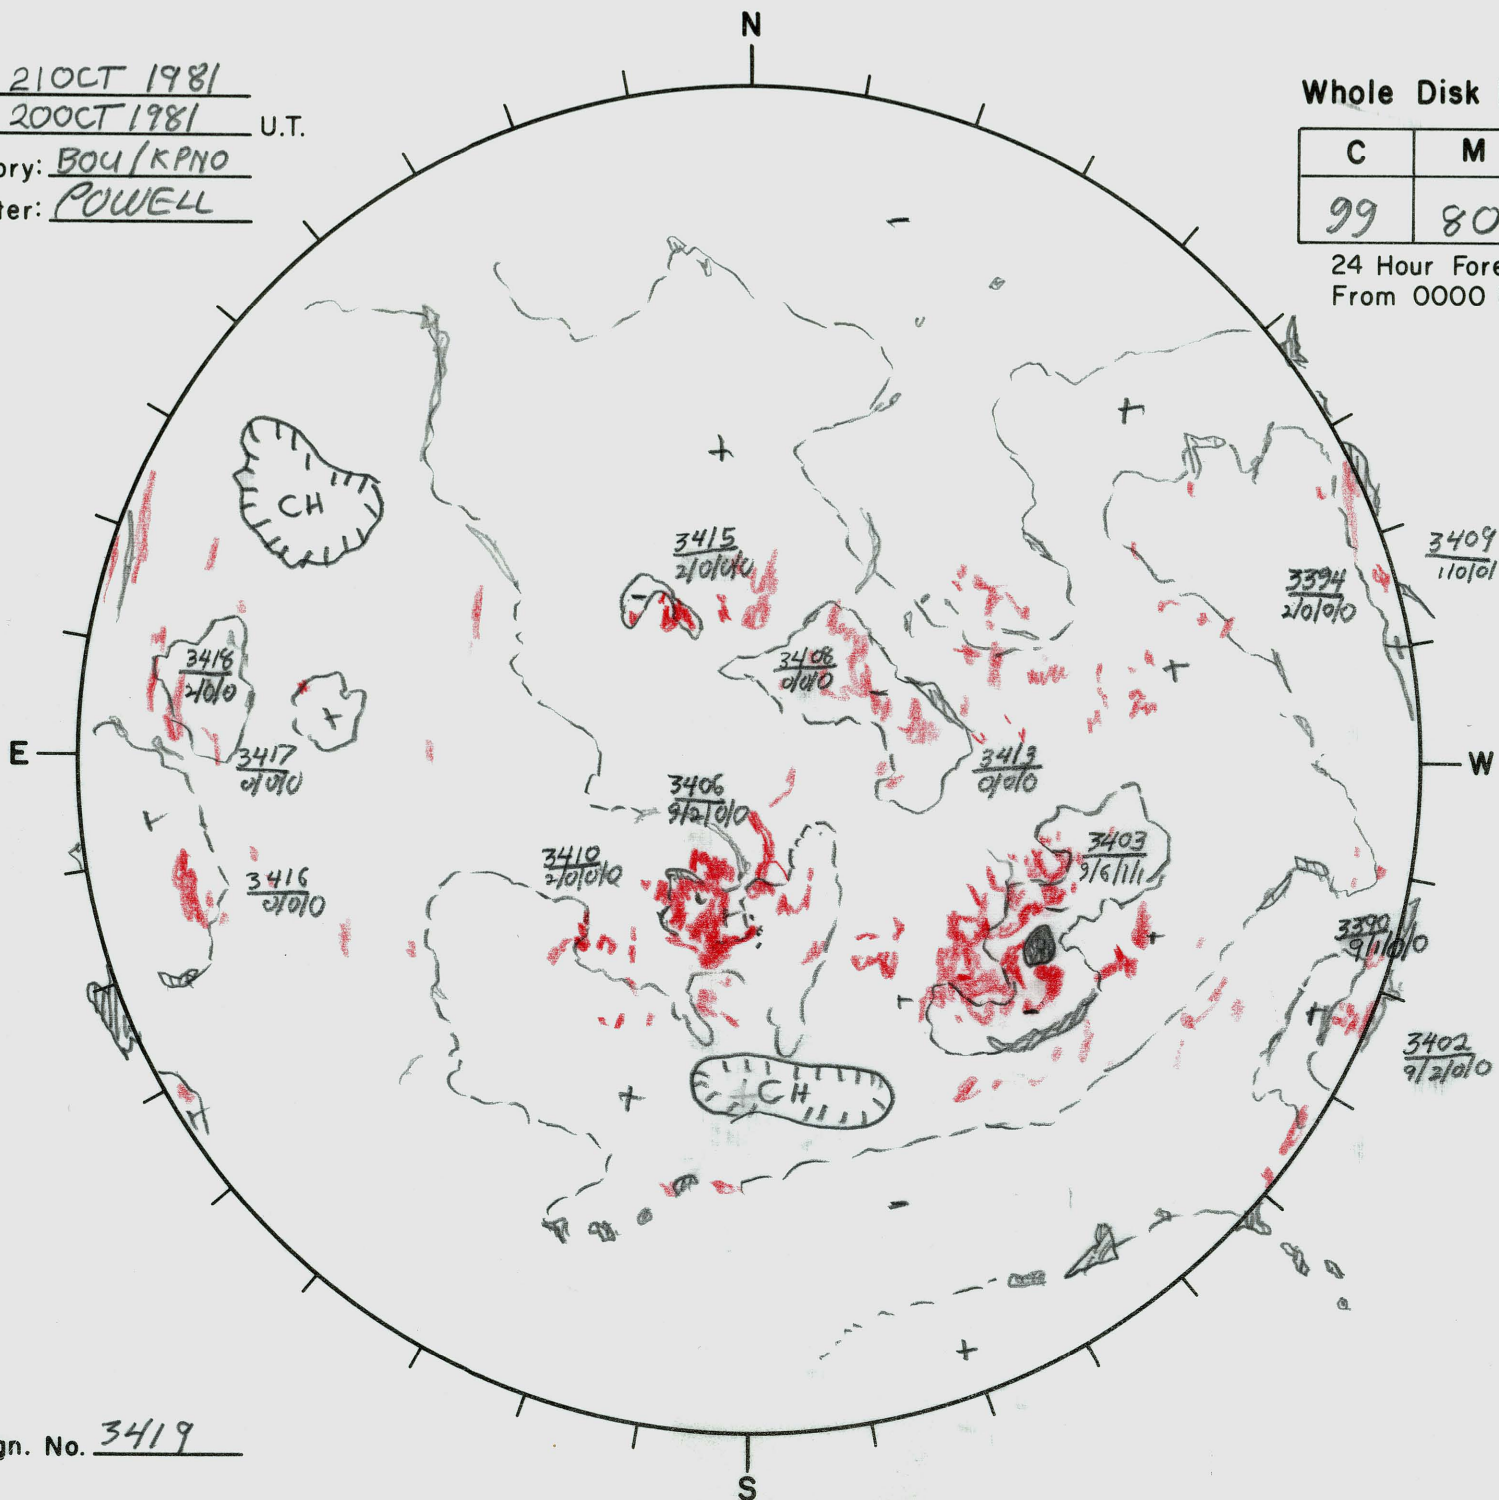 N
21OCT 1981
20OCT 1981 U.T.
ory: BOU/KPNO
ter: POWELL
Whole Disk
C M
99 80
24 Hour Fore
From 0000
CH
3415
2/0/0/0
3409
1/0/0/
3394
2/0/0/0
3418
2/0/0
3408
0/0/0
E
W
3417
0/0/0
3413
0/0/0
3406
9/2/0/0
3410
2/0/0/0
3403
9/6/1/1
3416
0/0/0
3390
9/1/0/0
3402
9/2/0/0
CH
gn. No. 3419
S